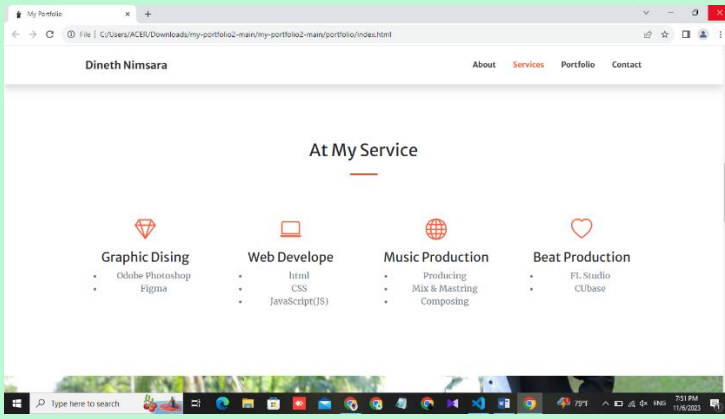 My Portfolio
File | C:/Users/ACER/Downloads/my-portfolio2-main/my-portfolio2-main/portfolio/index.html
Dineth Nimsara
About Services Portfolio Contact
At My Service
Graphic Dising
Odobe Photoshop
Figma
Web Develope
html
CSS
JavaScript(JS)
Music Production
Producing
Mix & Mastring
Composing
Beat Production
FL Studio
CUbase
Type here to search
79°F
ENG
7:51 PM
11/6/2023